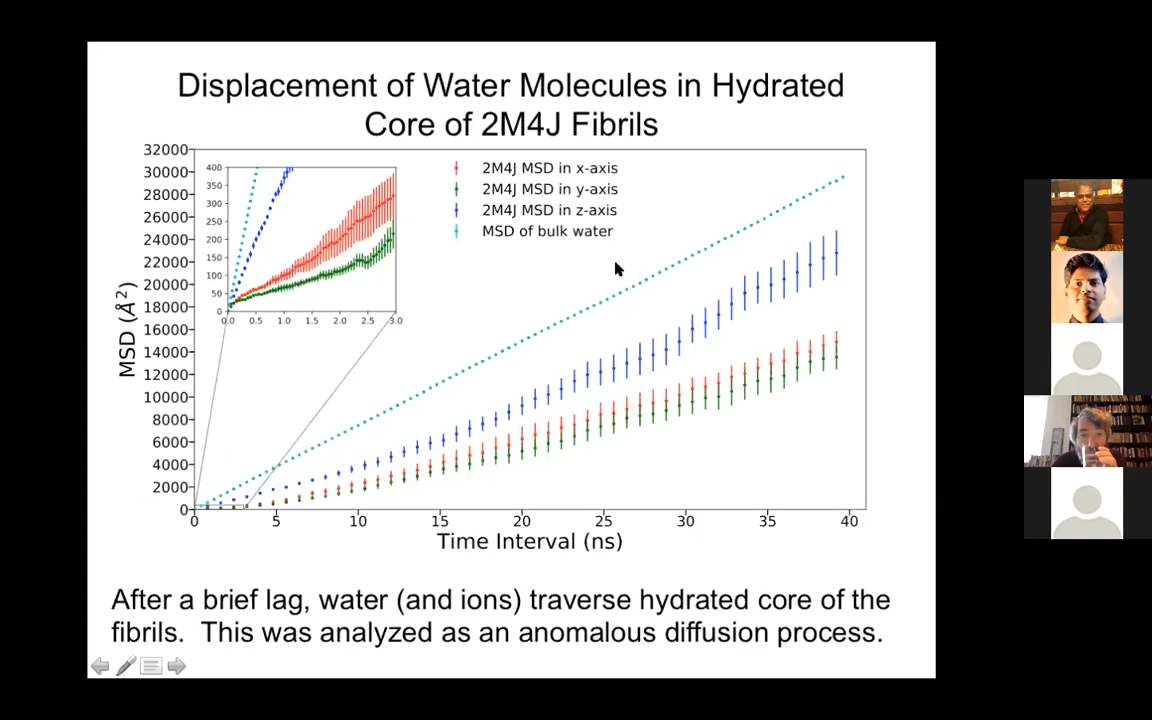 Displacement of Water Molecules in Hydrated
Core of 2M4J Fibrils
32000
30000
28000
26000
24000
22000
20000
18000
16000
14000
12000
10000
8000
6000
4000
2000
0
MSD (Å²)
400
350
300
250
200
150
100
50
0
0.0 0.5 1.0 1.5 2.0 2.5 3.0
2M4J MSD in x-axis
2M4J MSD in y-axis
2M4J MSD in z-axis
MSD of bulk water
0 5 10 15 20 25 30 35 40
Time Interval (ns)
After a brief lag, water (and ions) traverse hydrated core of the
fibrils. This was analyzed as an anomalous diffusion process.